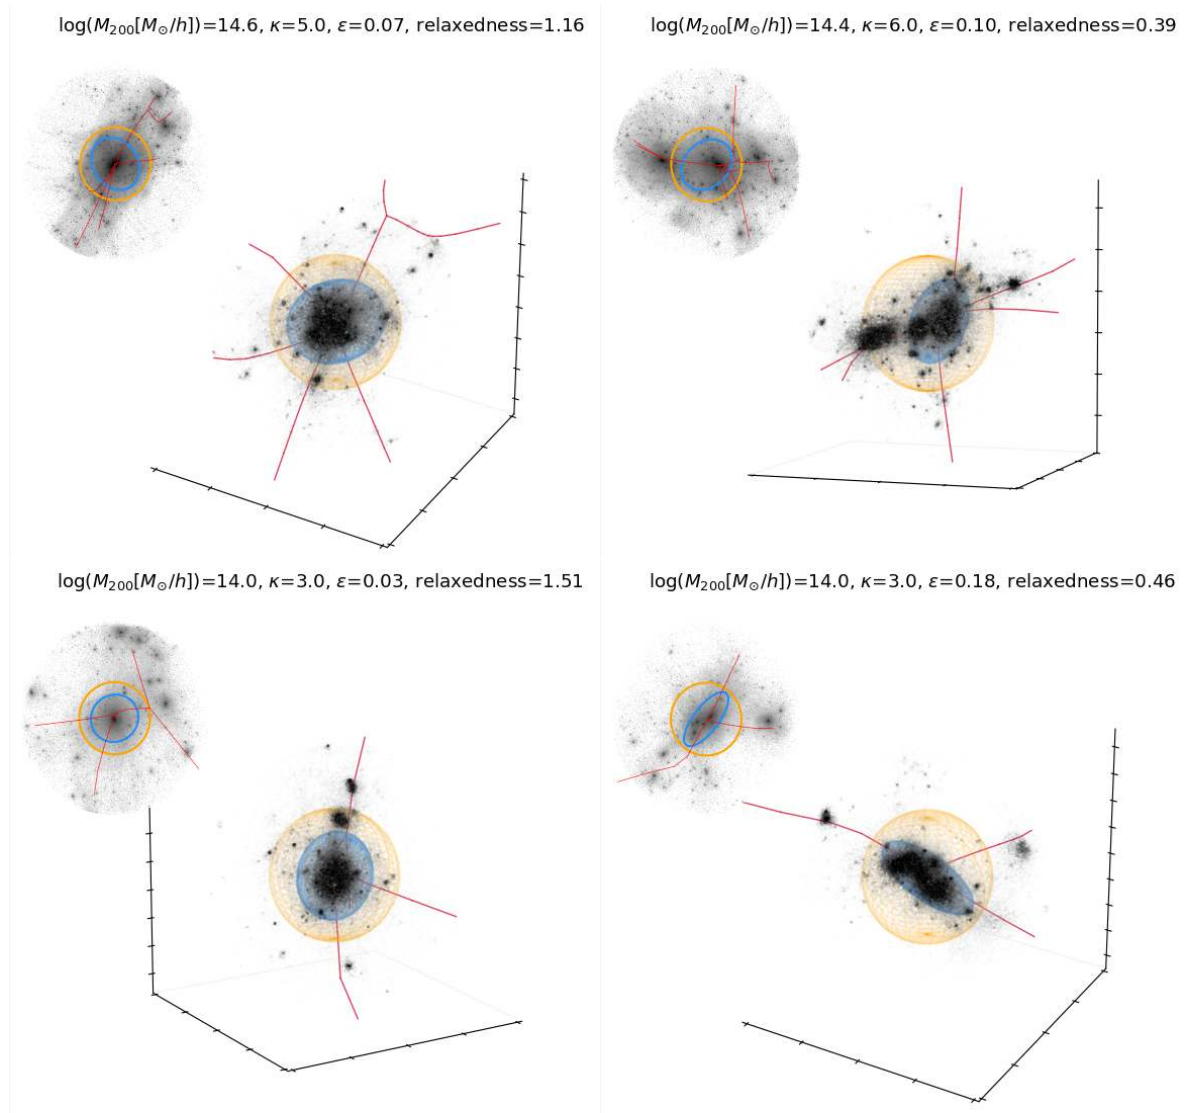 log(M₂₀₀[M⊙/h])=14.6, κ=5.0, ε=0.07, relaxedness=1.16
log(M₂₀₀[M⊙/h])=14.4, κ=6.0, ε=0.10, relaxedness=0.39
log(M₂₀₀[M⊙/h])=14.0, κ=3.0, ε=0.03, relaxedness=1.51
log(M₂₀₀[M⊙/h])=14.0, κ=3.0, ε=0.18, relaxedness=0.46